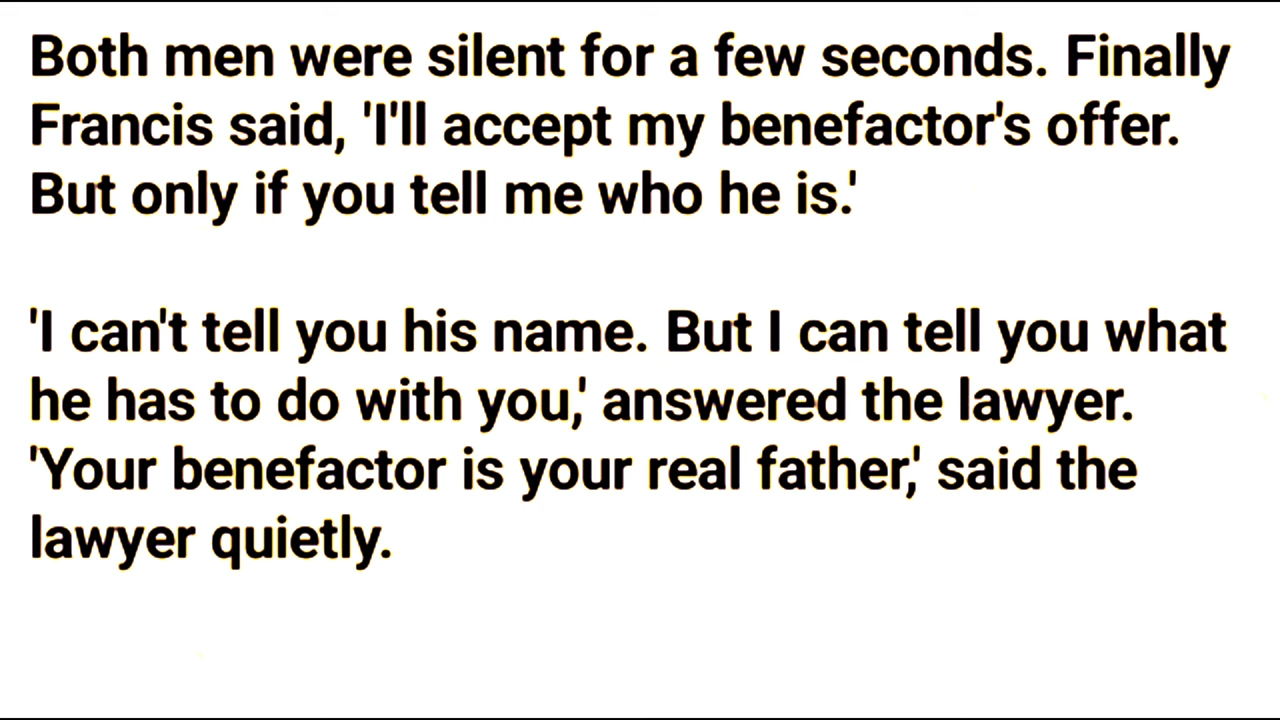 Both men were silent for a few seconds. Finally
Francis said, 'I'll accept my benefactor's offer.
But only if you tell me who he is.'
'I can't tell you his name. But I can tell you what
he has to do with you,' answered the lawyer.
'Your benefactor is your real father,' said the
lawyer quietly.